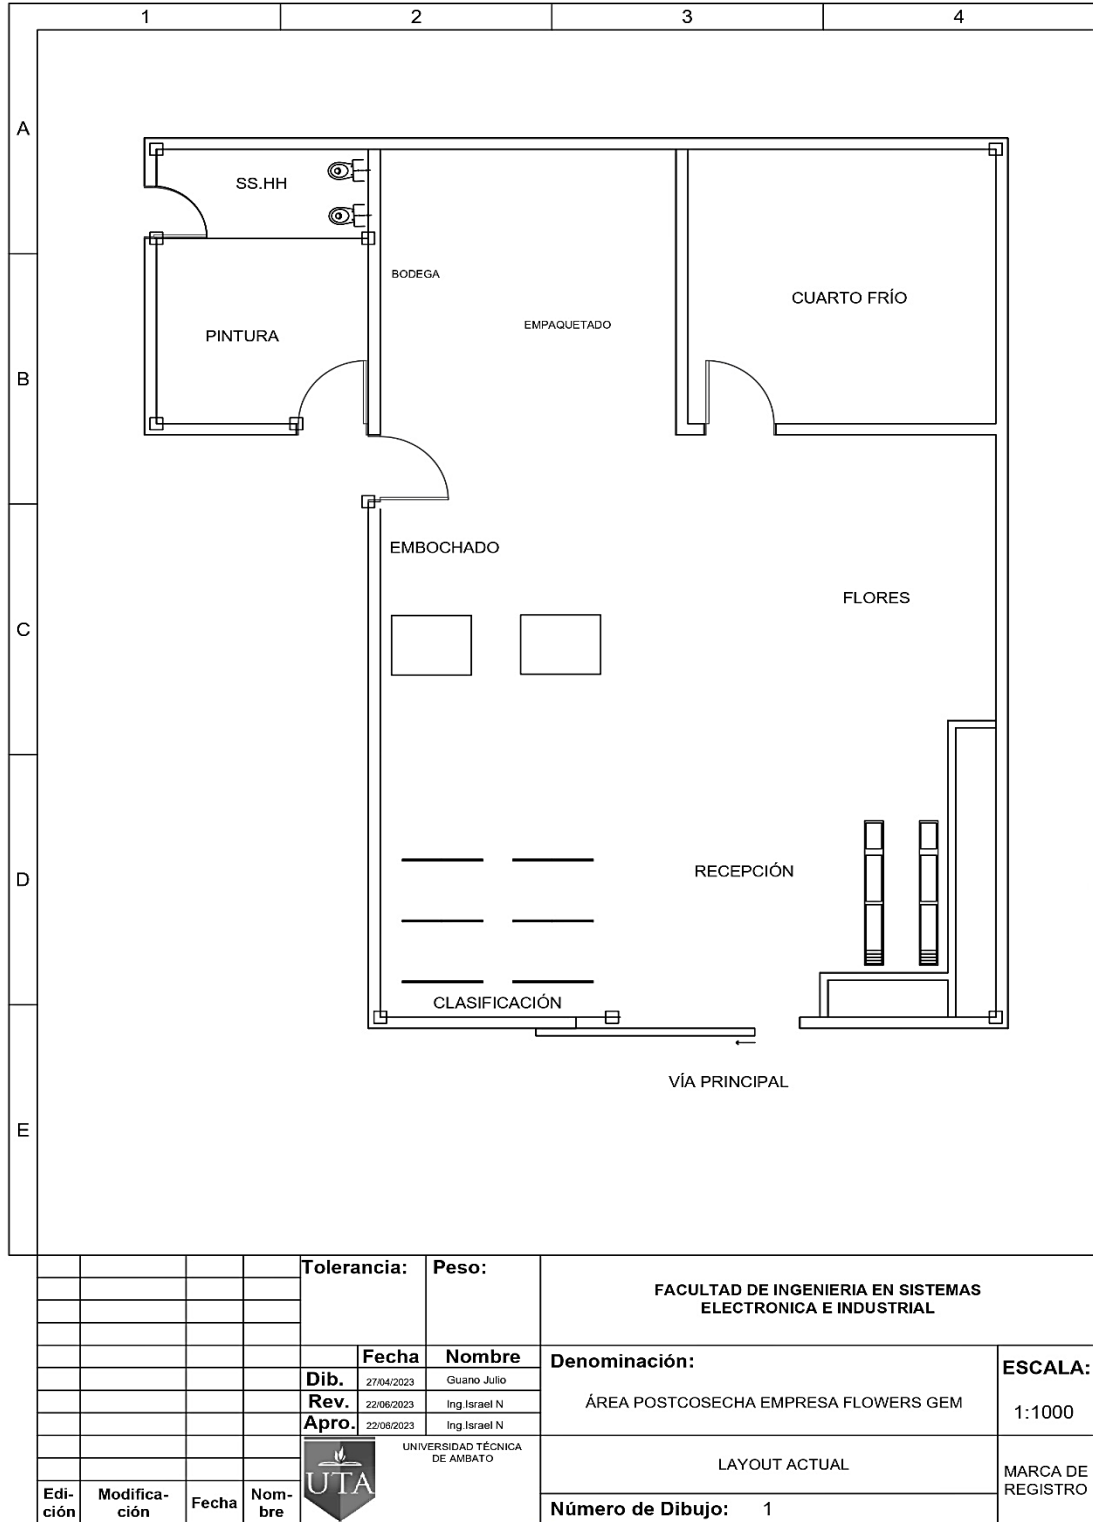 1 2 3 4
A
SS.HH
BODEGA
CUARTO FRÍO
EMPAQUETADO
PINTURA
B
EMBOCHADO
FLORES
C
RECEPCIÓN
D
CLASIFICACIÓN
VÍA PRINCIPAL
E
Tolerancia: Peso:
FACULTAD DE INGENIERIA EN SISTEMAS
ELECTRONICA E INDUSTRIAL
Fecha Nombre
Dib. 27/04/2023 Guano Julio
Rev. 22/06/2023 Ing.Israel N
Apro. 22/06/2023 Ing.Israel N
Denominación:
ÁREA POSTCOSECHA EMPRESA FLOWERS GEM
ESCALA:
1:1000
UTA
UNIVERSIDAD TÉCNICA
DE AMBATO
LAYOUT ACTUAL
MARCA DE
REGISTRO
Edi-
ción
Modifica-
ción
Fecha
Nom-
bre
Número de Dibujo: 1